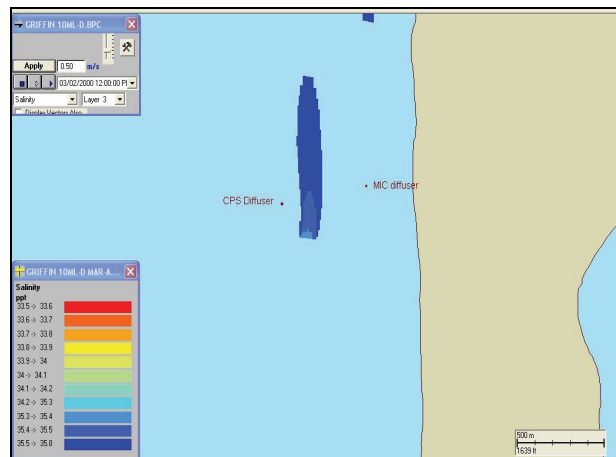 GRIFFIN 10ML-D.BPC
Apply 0.50 m/s
03/02/2000 12:00:00 P
Salinity Layer 3
Display Vectors Also
MIC diffuser
CPS Diffuser
GRIFFIN 10ML-D MAR-A...
Salinity
ppt
33.5 -> 33.6
33.6 -> 33.7
33.7 -> 33.8
33.8 -> 33.9
33.9 -> 34
34 -> 34.1
34.1 -> 34.2
34.2 -> 35.3
35.3 -> 35.4
35.4 -> 35.5
35.5 -> 35.8
500 m
1639 ft